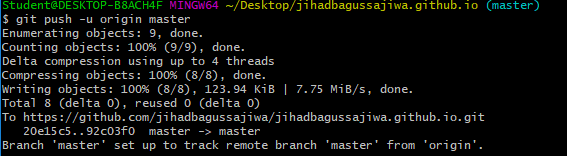 Student@DESKTOP-B8ACH4F MINGW64 ~/Desktop/jihadbagussajiwa.github.io (master)
$ git push -u origin master
Enumerating objects: 9, done.
Counting objects: 100% (9/9), done.
Delta compression using up to 4 threads
Compressing objects: 100% (8/8), done.
Writing objects: 100% (8/8), 123.94 KiB | 7.75 MiB/s, done.
Total 8 (delta 0), reused 0 (delta 0)
To https://github.com/jihadbagussajiwa/jihadbagussajiwa.github.io.git
   20e15c5..92c03f0  master -> master
Branch 'master' set up to track remote branch 'master' from 'origin'.